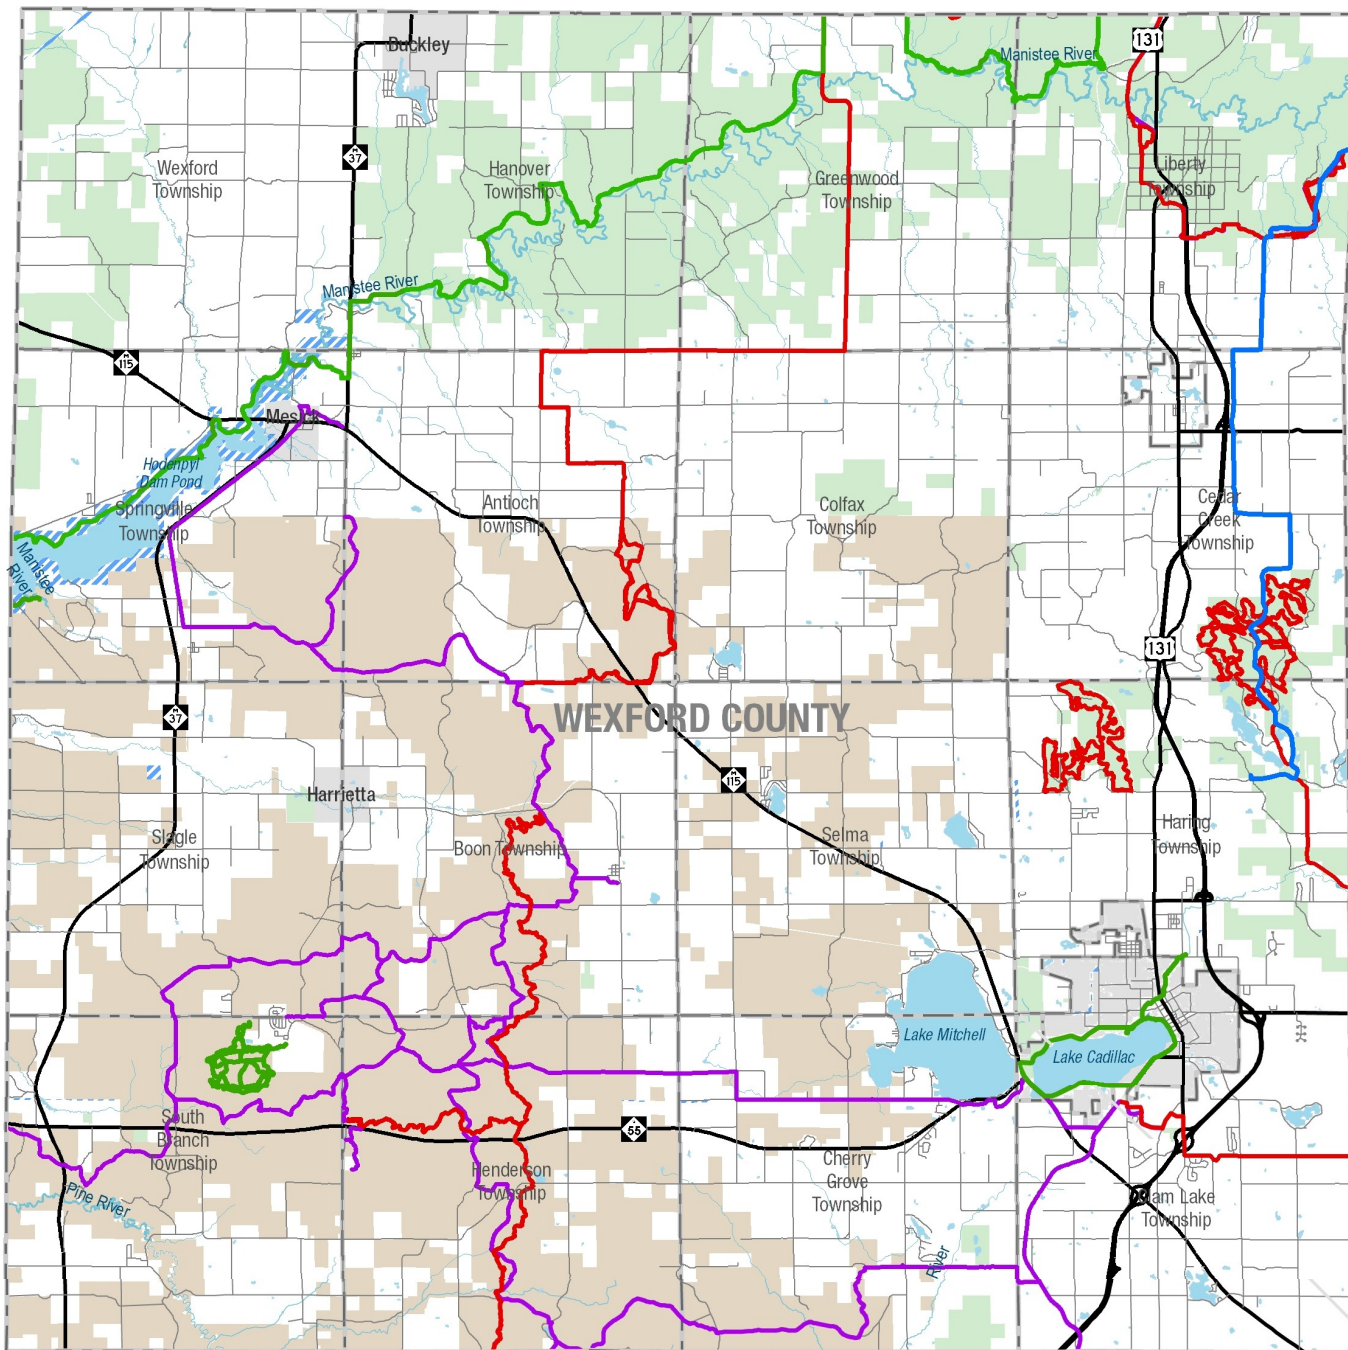 131
Buckley
Manistee River
M
37
Wexford
Township
Hanover
Township
Greenwood
Township
Liberty
Township
Manistee River
M
115
Mesick
Hodenpyl
Dam Pond
Springville
Township
Antioch
Township
Colfax
Township
Cedar
Creek
Township
Manistee
River
131
M
37
WEXFORD COUNTY
M
115
Harrietta
Slagle
Township
Boon Township
Selma
Township
Haring
Township
Lake Mitchell
Lake Cadillac
South
Branch
Township
M
55
Henderson
Township
Cherry
Grove
Township
Pine River
Clam Lake
Township
River